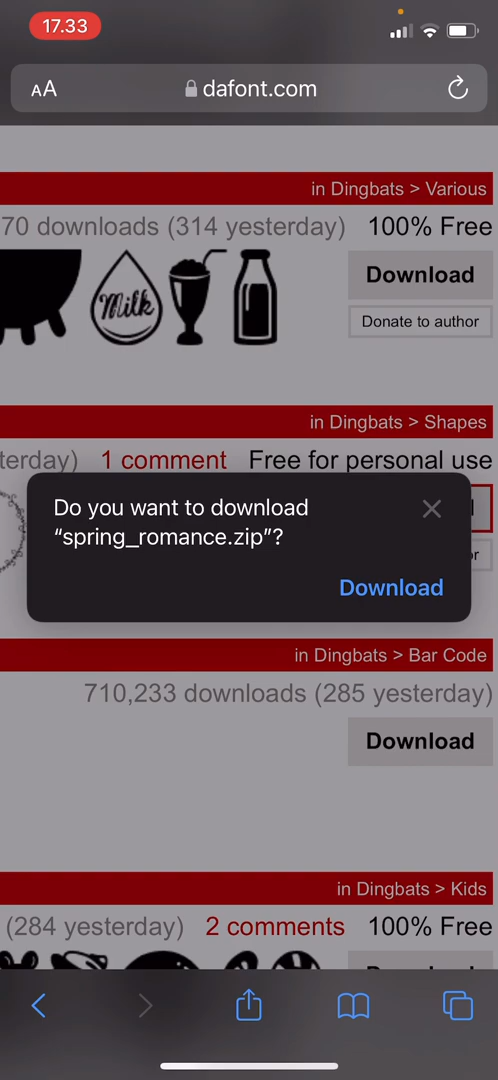 17.33
AA
dafont.com
in Dingbats > Various
70 downloads (314 yesterday) 100% Free
Milk
Download
Donate to author
in Dingbats > Shapes
terday) 1 comment Free for personal use
Do you want to download
“spring_romance.zip”?
Download
in Dingbats > Bar Code
710,233 downloads (285 yesterday)
Download
in Dingbats > Kids
(284 yesterday) 2 comments 100% Free